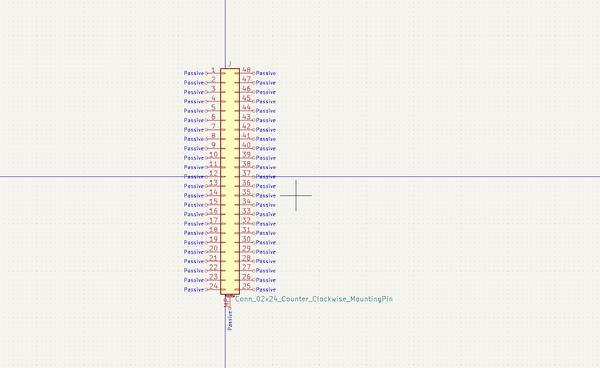 J
Passive 1 48 Passive
Passive 2 47 Passive
Passive 3 46 Passive
Passive 4 45 Passive
Passive 5 44 Passive
Passive 6 43 Passive
Passive 7 42 Passive
Passive 8 41 Passive
Passive 9 40 Passive
Passive 10 39 Passive
Passive 11 38 Passive
Passive 12 37 Passive
Passive 13 36 Passive
Passive 14 35 Passive
Passive 15 34 Passive
Passive 16 33 Passive
Passive 17 32 Passive
Passive 18 31 Passive
Passive 19 30 Passive
Passive 20 29 Passive
Passive 21 28 Passive
Passive 22 27 Passive
Passive 23 26 Passive
Passive 24 25 Passive
Conn_02x24_Counter_Clockwise_MountingPin
Passive